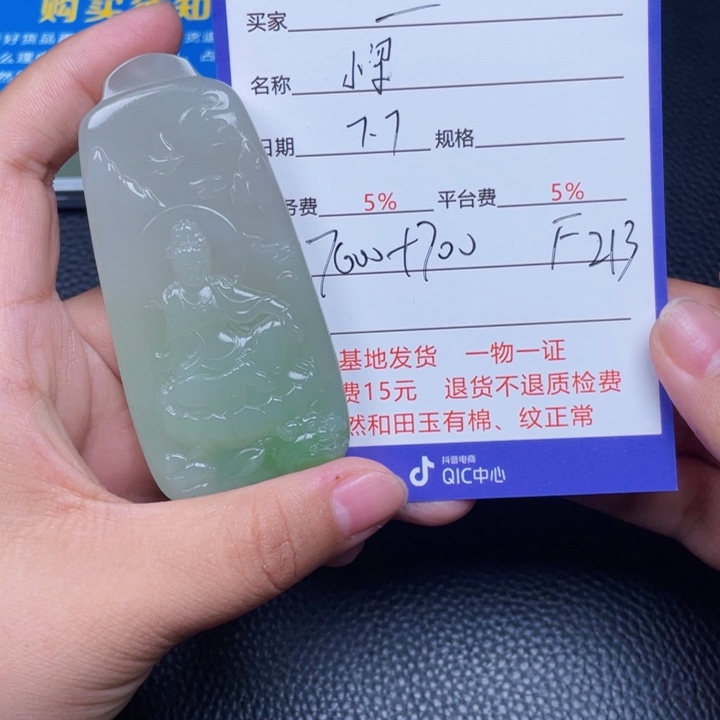 购买须知
买家
名称 小梁
日期 7.7 规格
务费 5% 平台费 5%
7000+700 F213
基地发货 一物一证
费15元 退货不退质检费
然和田玉有棉、纹正常
抖音电商
QIC中心